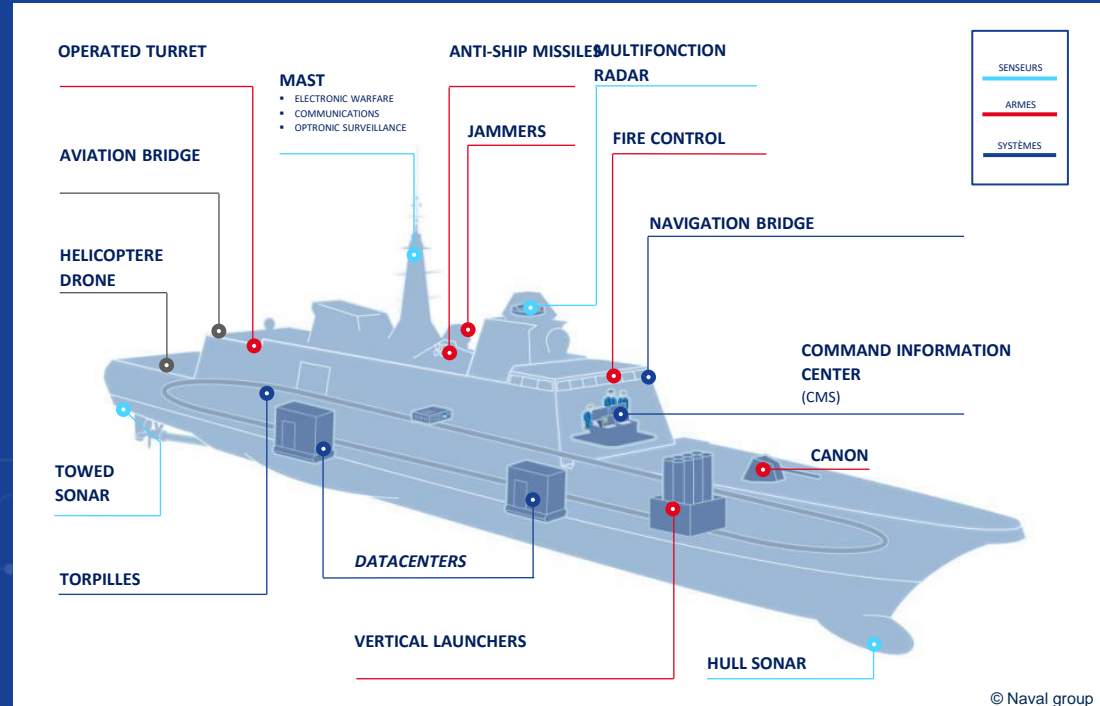 OPERATED TURRET
ANTI-SHIP MISSILES
MULTIFONCTION
RADAR
MAST
▪ ELECTRONIC WARFARE
▪ COMMUNICATIONS
▪ OPTRONIC SURVEILLANCE
SENSEURS
ARMES
SYSTÈMES
JAMMERS
FIRE CONTROL
AVIATION BRIDGE
NAVIGATION BRIDGE
HELICOPTERE
DRONE
COMMAND INFORMATION
CENTER
(CMS)
CANON
TOWED
SONAR
DATACENTERS
TORPILLES
VERTICAL LAUNCHERS
HULL SONAR
© Naval group